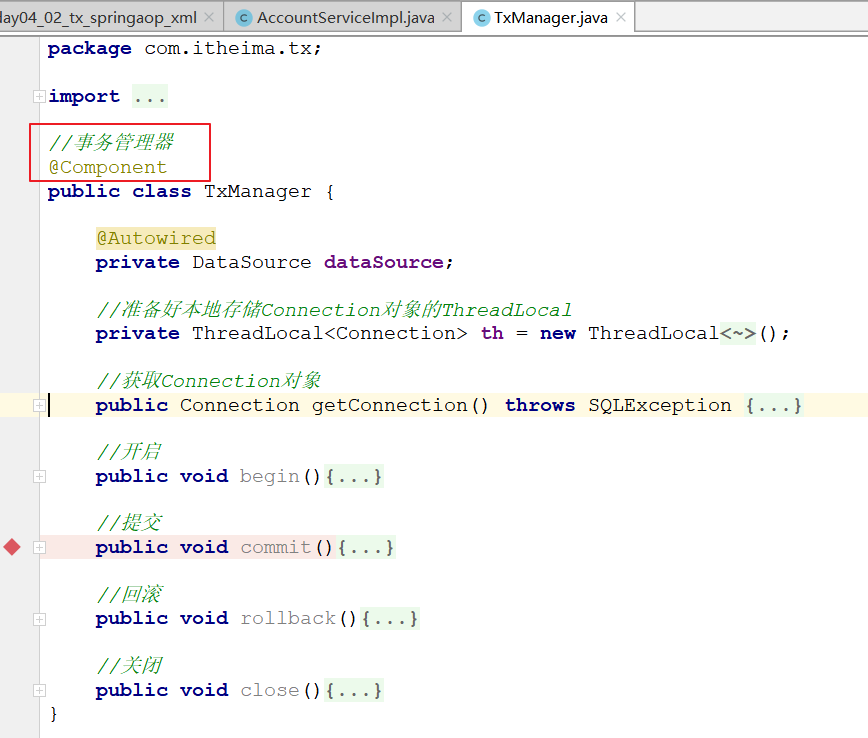 day04_02_tx_springaop_xml × AccountServiceImpl.java × TxManager.java ×
package com.itheima.tx;
import ...
//事务管理器
@Component
public class TxManager {
@Autowired
private DataSource dataSource;
//准备好本地存储Connection对象的ThreadLocal
private ThreadLocal<Connection> th = new ThreadLocal<~>();
//获取Connection对象
public Connection getConnection() throws SQLException {...}
//开启
public void begin(){...}
//提交
public void commit(){...}
//回滚
public void rollback(){...}
//关闭
public void close(){...}
}